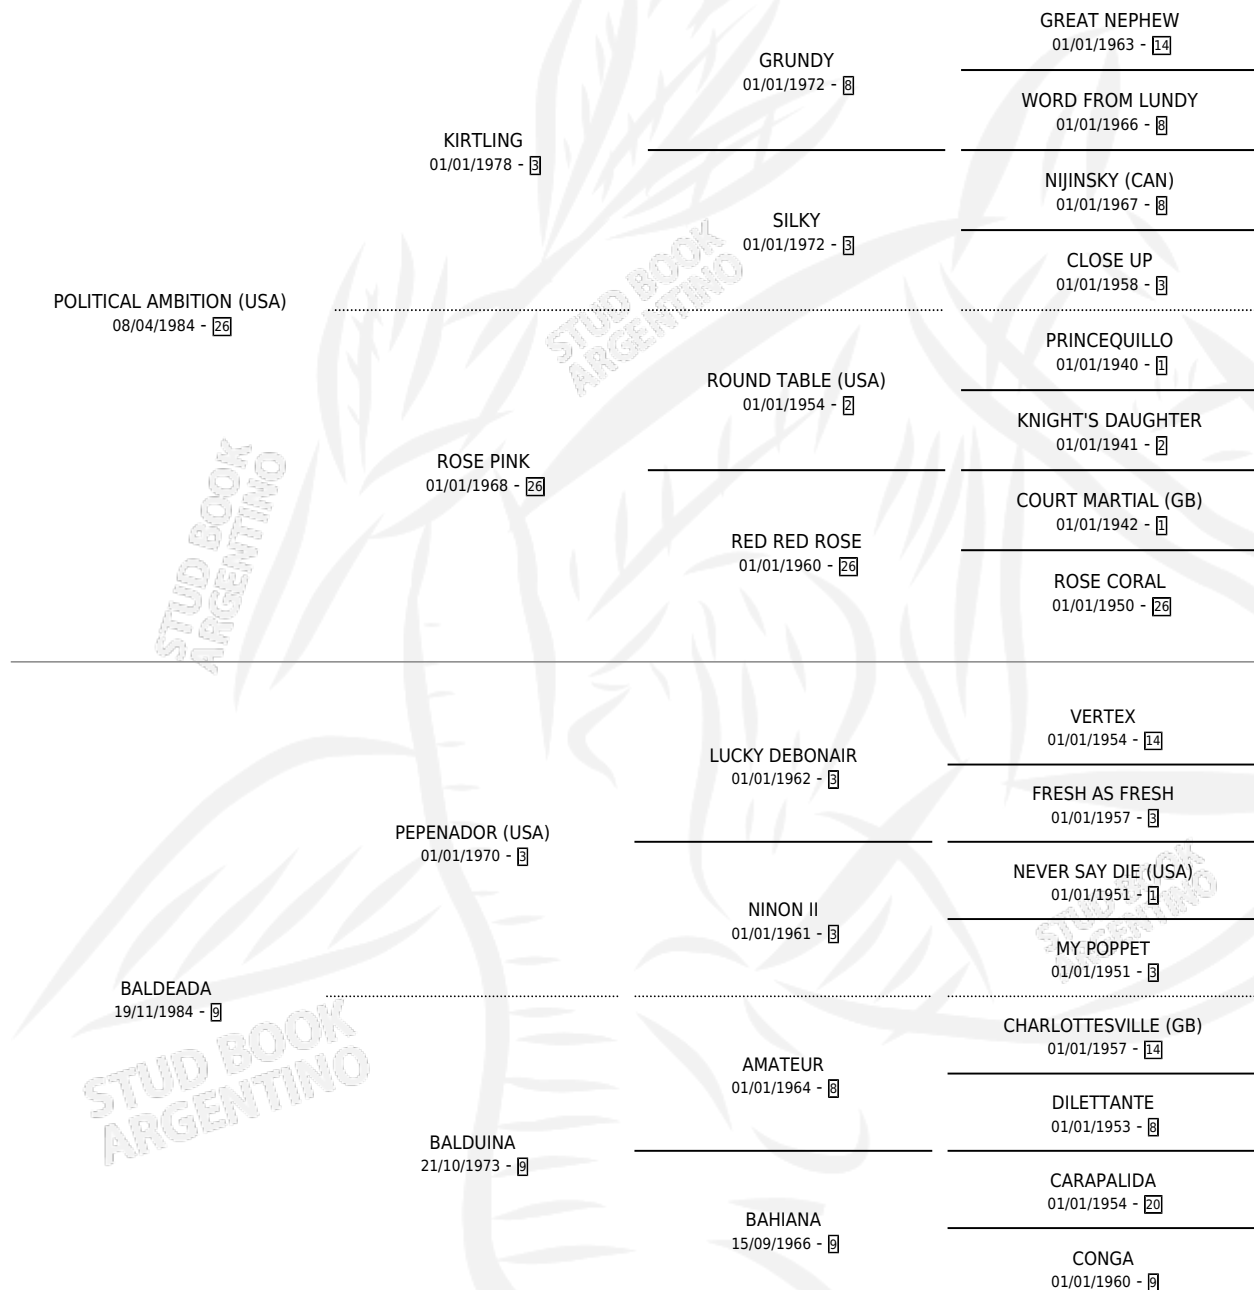 GREAT NEPHEW
01/01/1963 - 14
GRUNDY
01/01/1972 - 8
WORD FROM LUNDY
01/01/1966 - 8
KIRTLING
01/01/1978 - 3
NIJINSKY (CAN)
01/01/1967 - 8
SILKY
01/01/1972 - 3
CLOSE UP
01/01/1958 - 3
POLITICAL AMBITION (USA)
08/04/1984 - 26
PRINCEQUILLO
01/01/1940 - 1
ROUND TABLE (USA)
01/01/1954 - 2
KNIGHT'S DAUGHTER
01/01/1941 - 2
ROSE PINK
01/01/1968 - 26
COURT MARTIAL (GB)
01/01/1942 - 1
RED RED ROSE
01/01/1960 - 26
ROSE CORAL
01/01/1950 - 26
STUD BOOK
ARGENTINO
STUD BOOK
ARGENTINO
VERTEX
01/01/1954 - 14
LUCKY DEBONAIR
01/01/1962 - 3
FRESH AS FRESH
01/01/1957 - 3
PEPENADOR (USA)
01/01/1970 - 3
NEVER SAY DIE (USA)
01/01/1951 - 1
NINON II
01/01/1961 - 3
MY POPPET
01/01/1951 - 3
BALDEADA
19/11/1984 - 9
CHARLOTTESVILLE (GB)
01/01/1957 - 14
AMATEUR
01/01/1964 - 8
DILETTANTE
01/01/1953 - 8
BALDUINA
21/10/1973 - 9
CARAPALIDA
01/01/1954 - 20
BAHIANA
15/09/1966 - 9
CONGA
01/01/1960 - 9
STUD BOOK
ARGENTINO
STUD BOOK
ARGENTINO